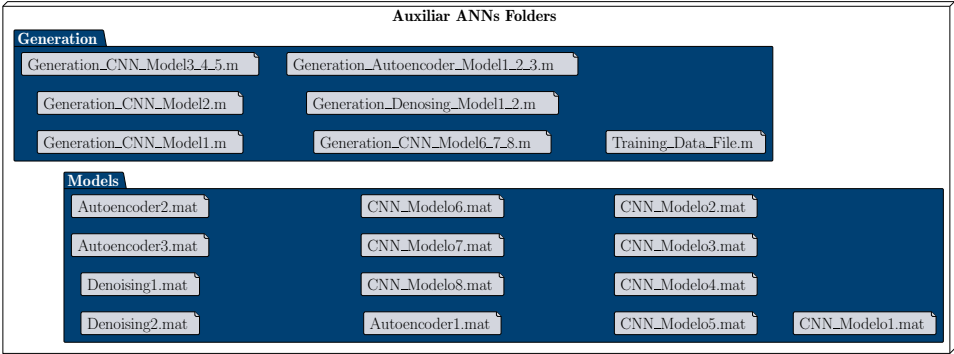 Auxiliar ANNs Folders
Generation
Generation_CNN_Model3_4_5.m Generation_Autoencoder_Model1_2_3.m
Generation_CNN_Model2.m Generation_Denosing_Model1_2.m
Generation_CNN_Model1.m Generation_CNN_Model6_7_8.m Training_Data_File.m
Models
Autoencoder2.mat CNN_Modelo6.mat CNN_Modelo2.mat
Autoencoder3.mat CNN_Modelo7.mat CNN_Modelo3.mat
Denoising1.mat CNN_Modelo8.mat CNN_Modelo4.mat
Denoising2.mat Autoencoder1.mat CNN_Modelo5.mat CNN_Modelo1.mat